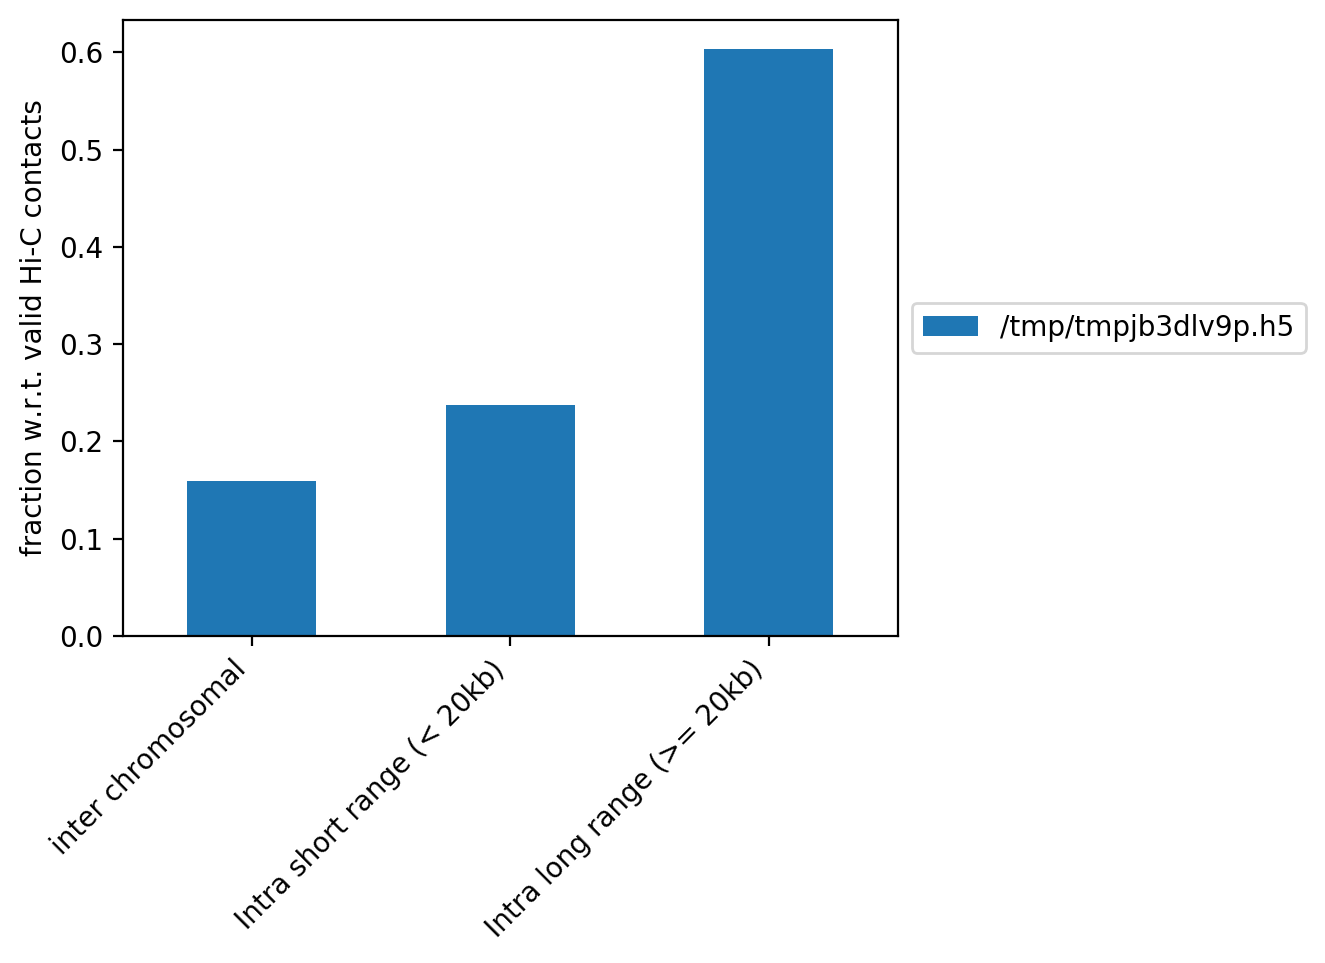 fraction w.r.t. valid Hi-C contacts
0.6
0.5
0.4
0.3
0.2
0.1
0.0
inter chromosomal
Intra short range (< 20kb)
Intra long range (>= 20kb)
/tmp/tmpjb3dlv9p.h5